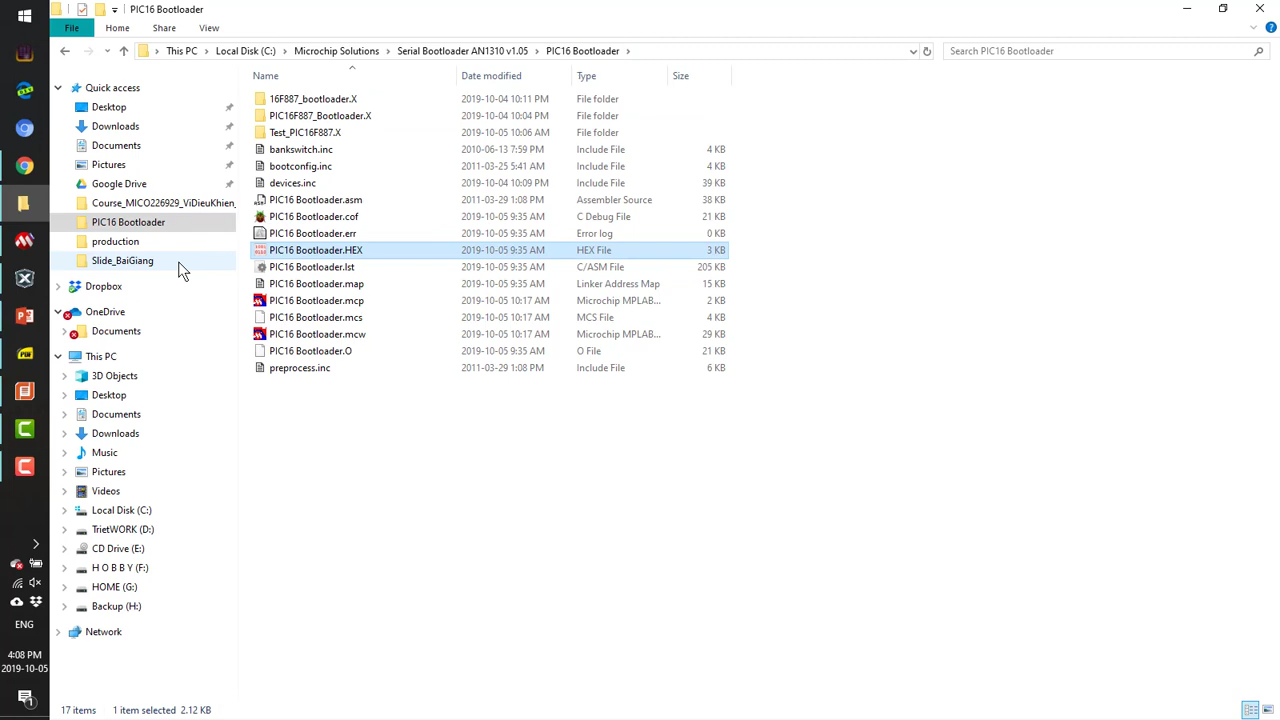 PIC16 Bootloader
File Home Share View
This PC Local Disk (C:) Microchip Solutions Serial Bootloader AN1310 v1.05 PIC16 Bootloader
Search PIC16 Bootloader
Name Date modified Type Size
16F887_bootloader.X 2019-10-04 10:11 PM File folder
PIC16F887_Bootloader.X 2019-10-04 10:04 PM File folder
Test_PIC16F887.X 2019-10-05 10:06 AM File folder
bankswitch.inc 2010-06-13 7:59 PM Include File 4 KB
bootconfig.inc 2011-03-25 5:41 AM Include File 4 KB
devices.inc 2019-10-04 10:09 PM Include File 39 KB
PIC16 Bootloader.asm 2011-03-29 1:08 PM Assembler Source 38 KB
PIC16 Bootloader.cof 2019-10-05 9:35 AM C Debug File 21 KB
PIC16 Bootloader.err 2019-10-05 9:35 AM Error log 0 KB
PIC16 Bootloader.HEX 2019-10-05 9:35 AM HEX File 3 KB
PIC16 Bootloader.lst 2019-10-05 9:35 AM C/ASM File 205 KB
PIC16 Bootloader.map 2019-10-05 9:35 AM Linker Address Map 15 KB
PIC16 Bootloader.mcp 2019-10-05 10:17 AM Microchip MPLAB... 2 KB
PIC16 Bootloader.mcs 2019-10-05 10:17 AM MCS File 4 KB
PIC16 Bootloader.mcw 2019-10-05 10:17 AM Microchip MPLAB... 29 KB
PIC16 Bootloader.O 2019-10-05 9:35 AM O File 21 KB
preprocess.inc 2011-03-29 1:08 PM Include File 6 KB
Quick access
Desktop
Downloads
Documents
Pictures
Google Drive
Course_MICO226929_ViDieuKhien_
PIC16 Bootloader
production
Slide_BaiGiang
Dropbox
OneDrive
Documents
This PC
3D Objects
Desktop
Documents
Downloads
Music
Pictures
Videos
Local Disk (C:)
TrietWORK (D:)
CD Drive (E:)
H O B B Y (F:)
HOME (G:)
Backup (H:)
Network
ENG
4:08 PM
2019-10-05
17 items 1 item selected 2.12 KB